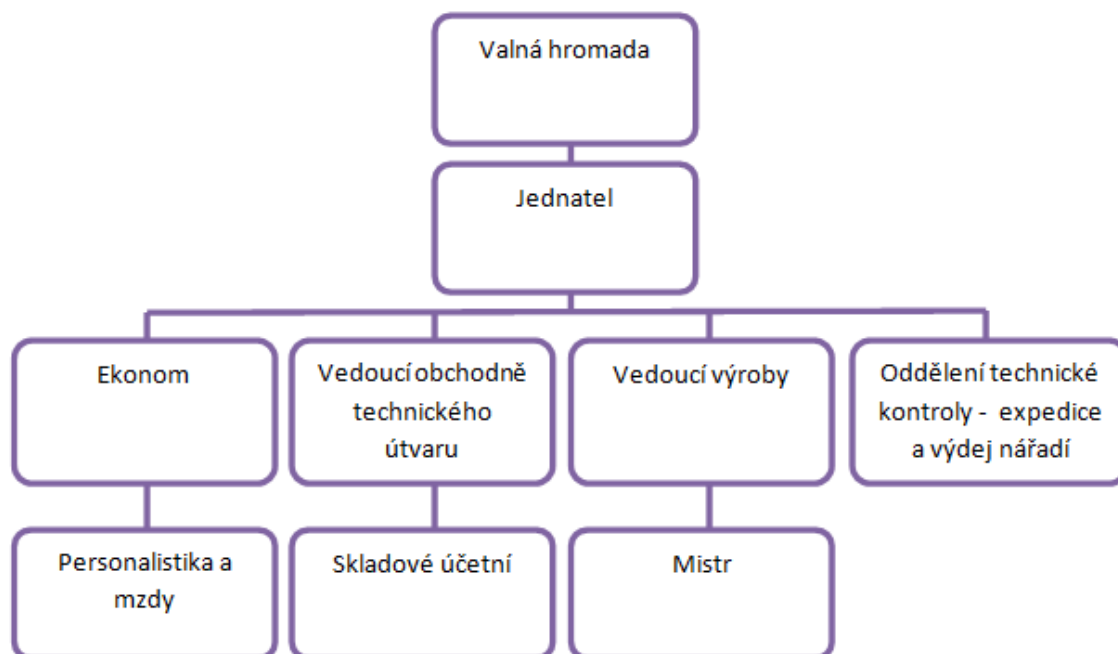 Valná hromada
Jednatel
Ekonom
Vedoucí obchodně
technického
útvaru
Vedoucí výroby
Oddělení technické
kontroly - expedice
a výdej nářadí
Personalistika a
mzdy
Skladové účetní
Mistr